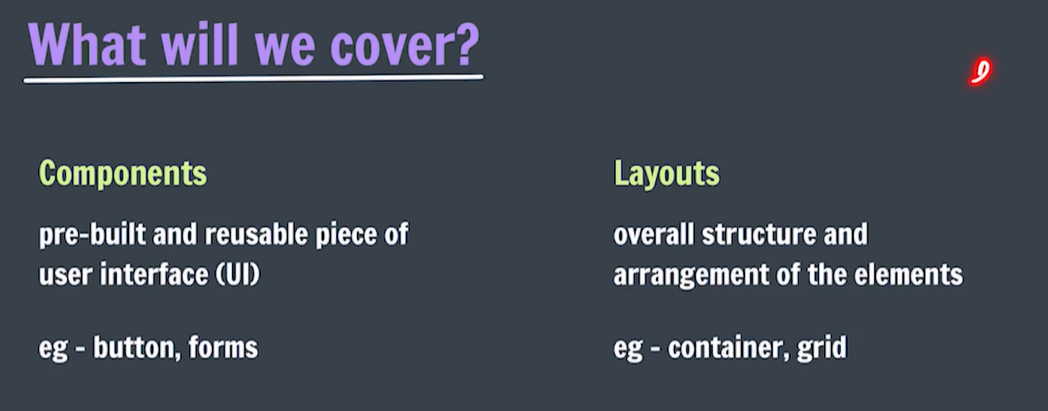 What will we cover?
Components
pre-built and reusable piece of
user interface (UI)
eg - button, forms
Layouts
overall structure and
arrangement of the elements
eg - container, grid